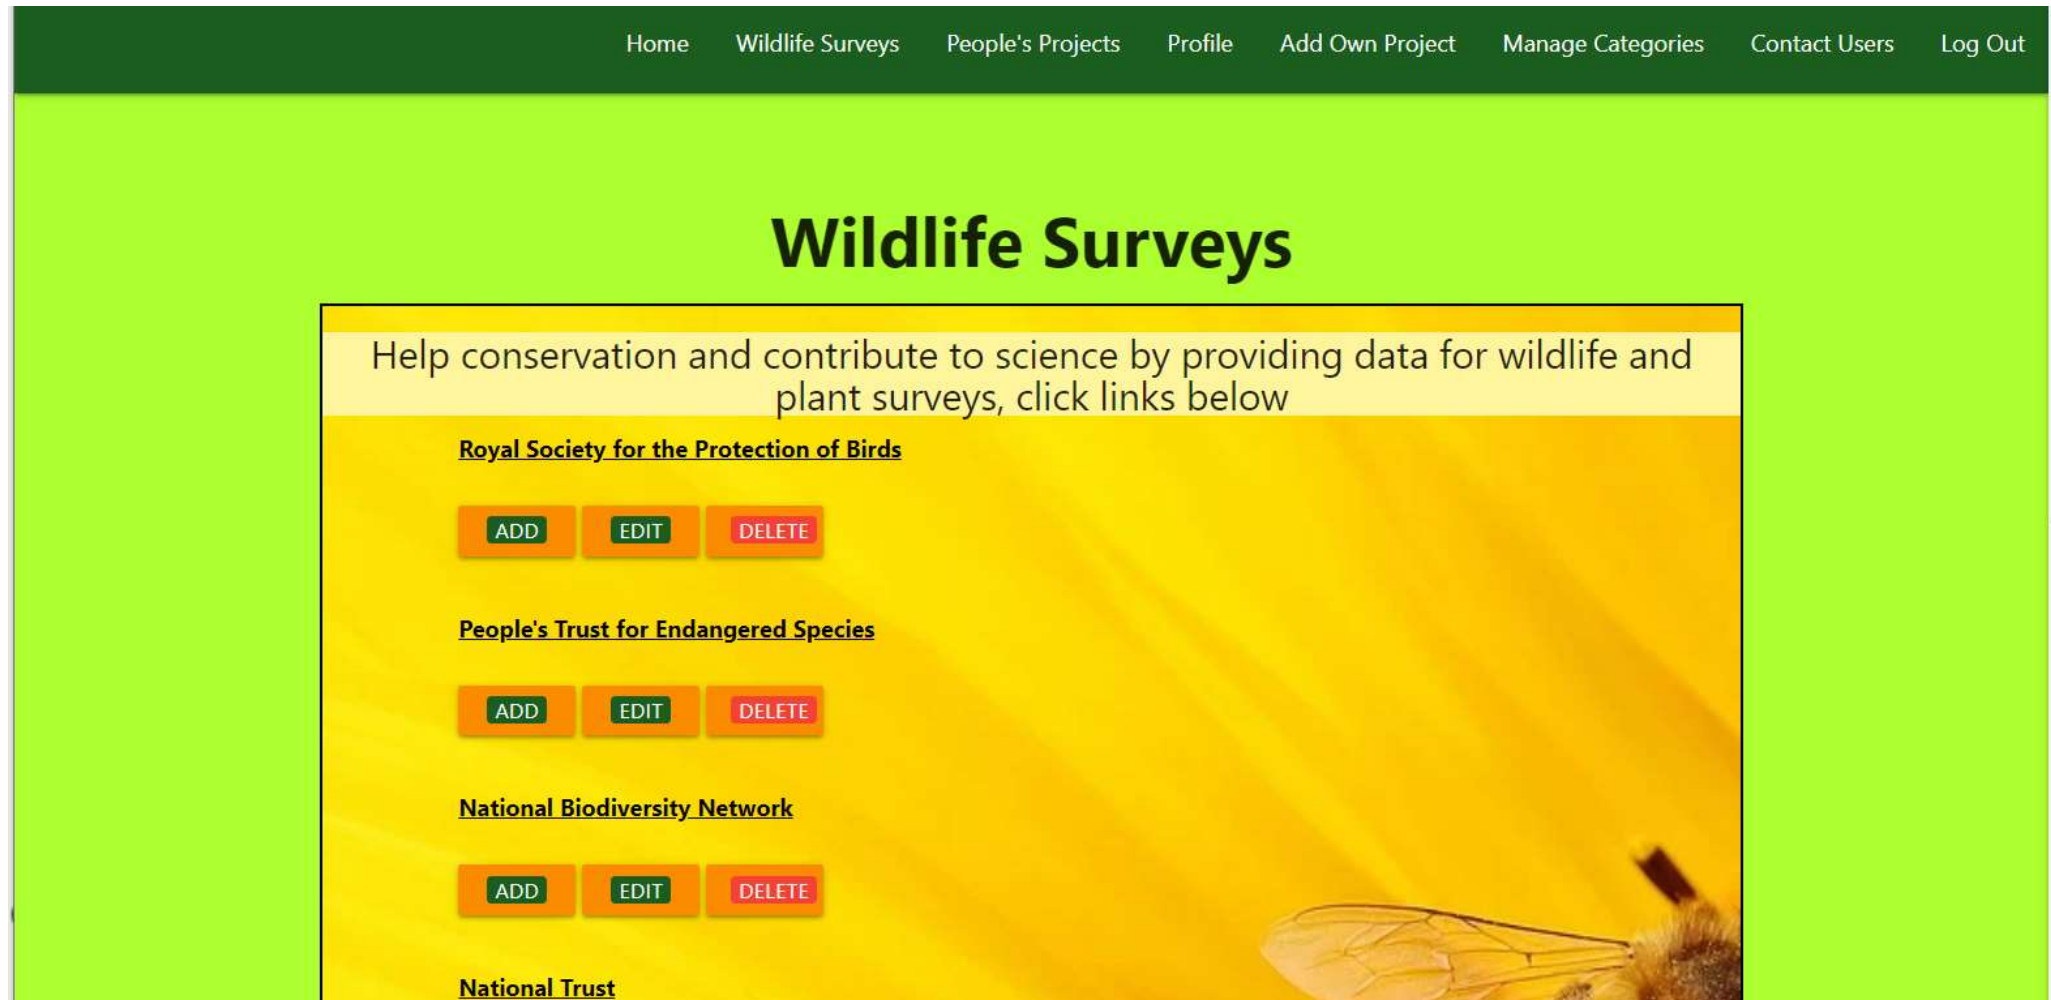 Home Wildlife Surveys People's Projects Profile Add Own Project Manage Categories Contact Users Log Out
Wildlife Surveys
Help conservation and contribute to science by providing data for wildlife and
plant surveys, click links below
Royal Society for the Protection of Birds
ADD EDIT DELETE
People's Trust for Endangered Species
ADD EDIT DELETE
National Biodiversity Network
ADD EDIT DELETE
National Trust